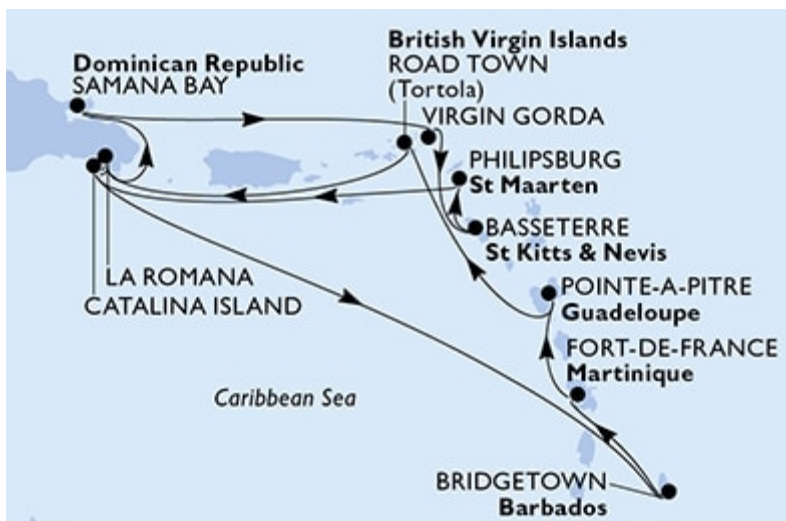 Dominican Republic
SAMANA BAY
British Virgin Islands
ROAD TOWN
(Tortola)
VIRGIN GORDA
PHILIPSBURG
St Maarten
BASSETERRE
St Kitts & Nevis
LA ROMANA
CATALINA ISLAND
POINTE-A-PITRE
Guadeloupe
FORT-DE-FRANCE
Martinique
Caribbean Sea
BRIDGETOWN
Barbados